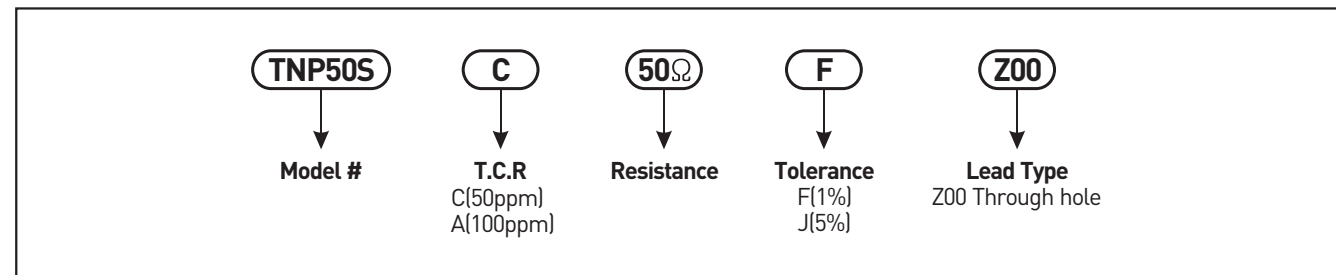 TNP50S C 50Ω F Z00
Model # T.C.R Resistance Tolerance Lead Type
C(50ppm) F(1%) Z00 Through hole
A(100ppm) J(5%)